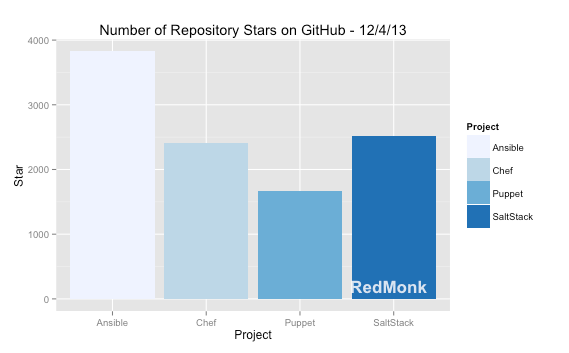 Number of Repository Stars on GitHub - 12/4/13
4000
3000
2000
1000
0
Star
Ansible
Chef
Puppet
SaltStack
Project
Project
Ansible
Chef
Puppet
SaltStack
RedMonk